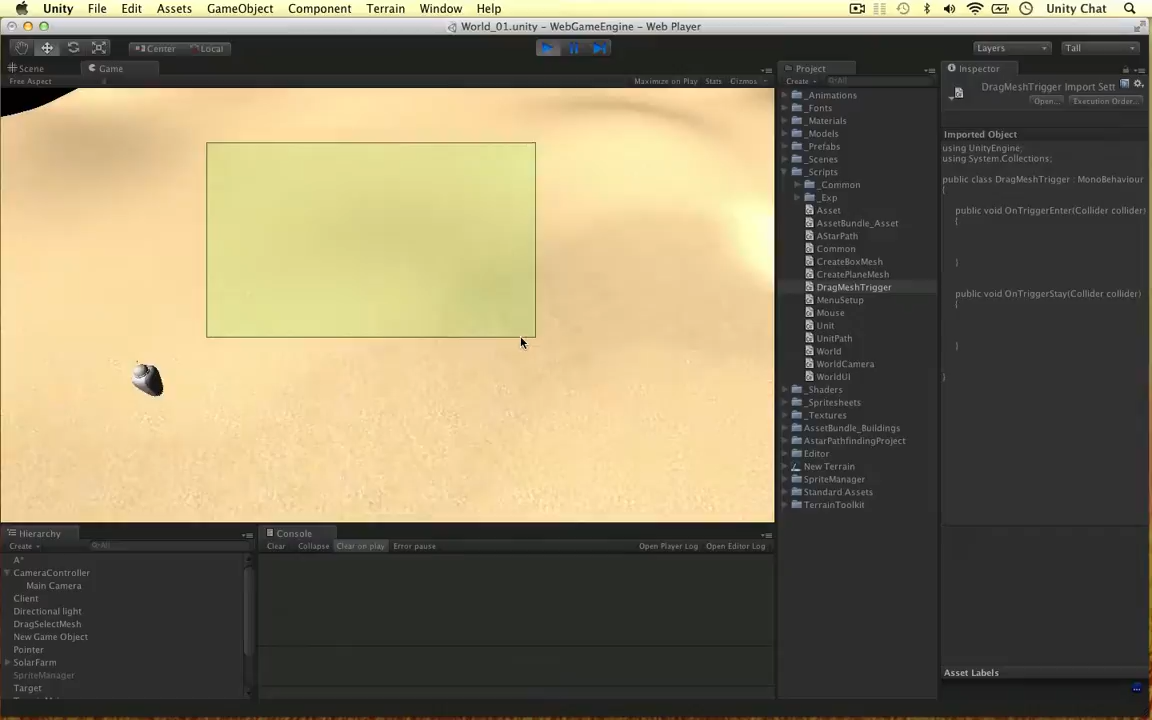 Unity File Edit Assets GameObject Component Terrain Window Help Unity Chat
World_01.unity – WebGameEngine – Web Player
Center Local Layers Tall
Scene Game Project Inspector
Free Aspect Maximize on Play Stats Gizmos Create All
DragMeshTrigger Import Sett
Open... Execution Order...
_Animations
_Fonts
_Materials
_Models
_Prefabs
_Scenes
_Scripts
_Common
_Exp
Asset
AssetBundle_Asset
AStarPath
Common
CreateBoxMesh
CreatePlaneMesh
DragMeshTrigger
MenuSetup
Mouse
Unit
UnitPath
World
WorldCamera
WorldUI
_Shaders
_Spritesheets
_Textures
AssetBundle_Buildings
AstarPathfindingProject
Editor
New Terrain
SpriteManager
Standard Assets
TerrainToolkit
Imported Object
using UnityEngine;
using System.Collections;
public class DragMeshTrigger : MonoBehaviour
{
public void OnTriggerEnter(Collider collider)
{
}
public void OnTriggerStay(Collider collider)
{
}
}
Hierarchy
Create All
A*
CameraController
Main Camera
Client
Directional light
DragSelectMesh
New Game Object
Pointer
SolarFarm
SpriteManager
Target
Console
Clear Collapse Clear on play Error pause Open Player Log Open Editor Log
Asset Labels